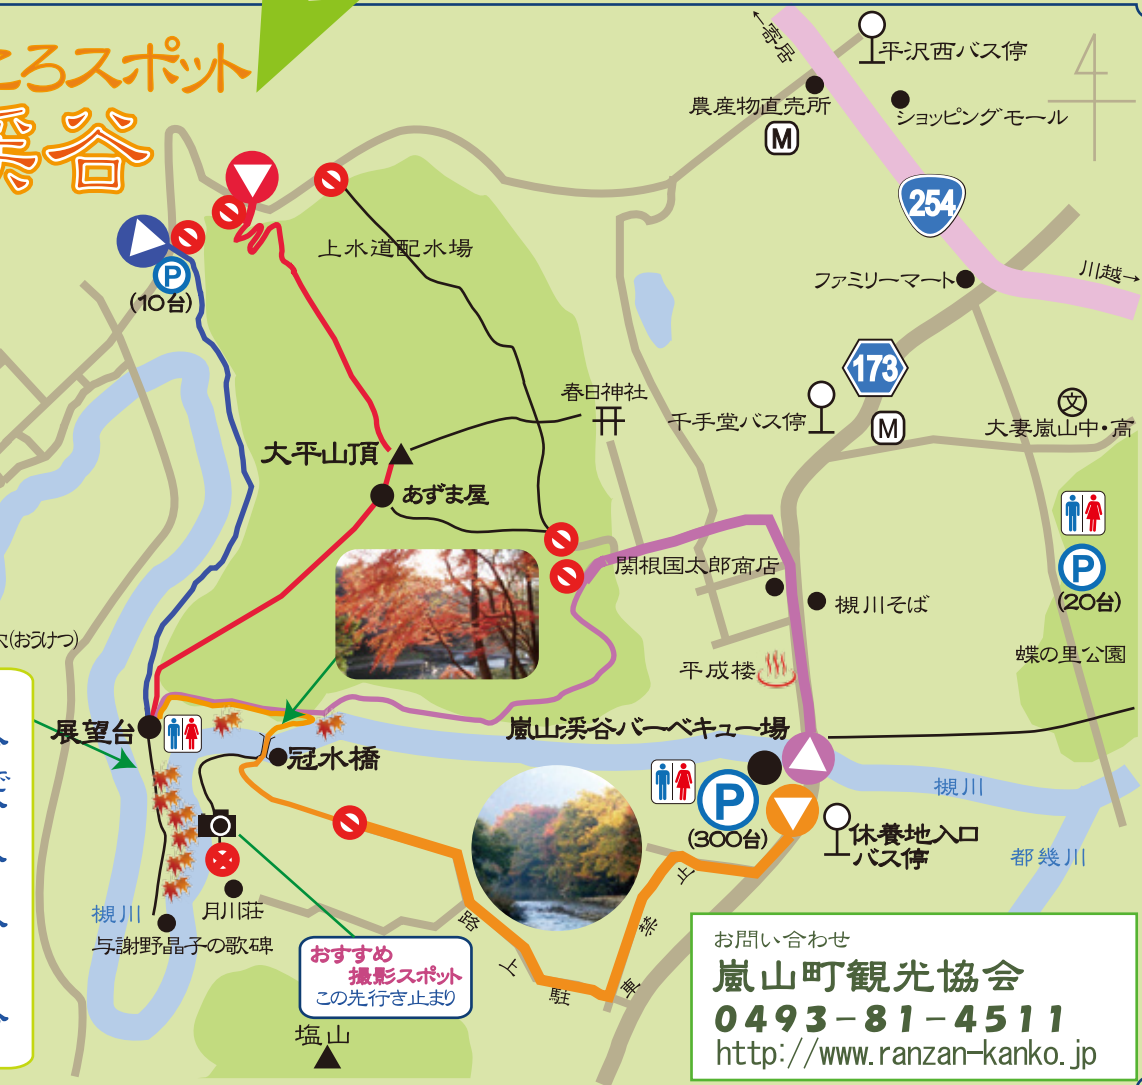 ころスポット
渓谷
←寄居
平沢西バス停
農産物直売所
M
ショッピングモール
254
上水道配水場
P
(10台)
ファミリーマート
川越→
173
春日神社
千手堂バス停
M
文
大妻嵐山中・高
大平山頂
あずま屋
関根国太郎商店
槻川そば
P
(20台)
蝶の里公園
(おうけつ)
平成楼
展望台
嵐山渓谷バーベキュー場
冠水橋
槻川
P
(300台)
休養地入口
バス停
都幾川
槻川
月川荘
与謝野晶子の歌碑
路上駐車禁止
おすすめ
撮影スポット
この先行き止まり
塩山
お問い合わせ
嵐山町観光協会
0493-81-4511
http://www.ranzan-kanko.jp